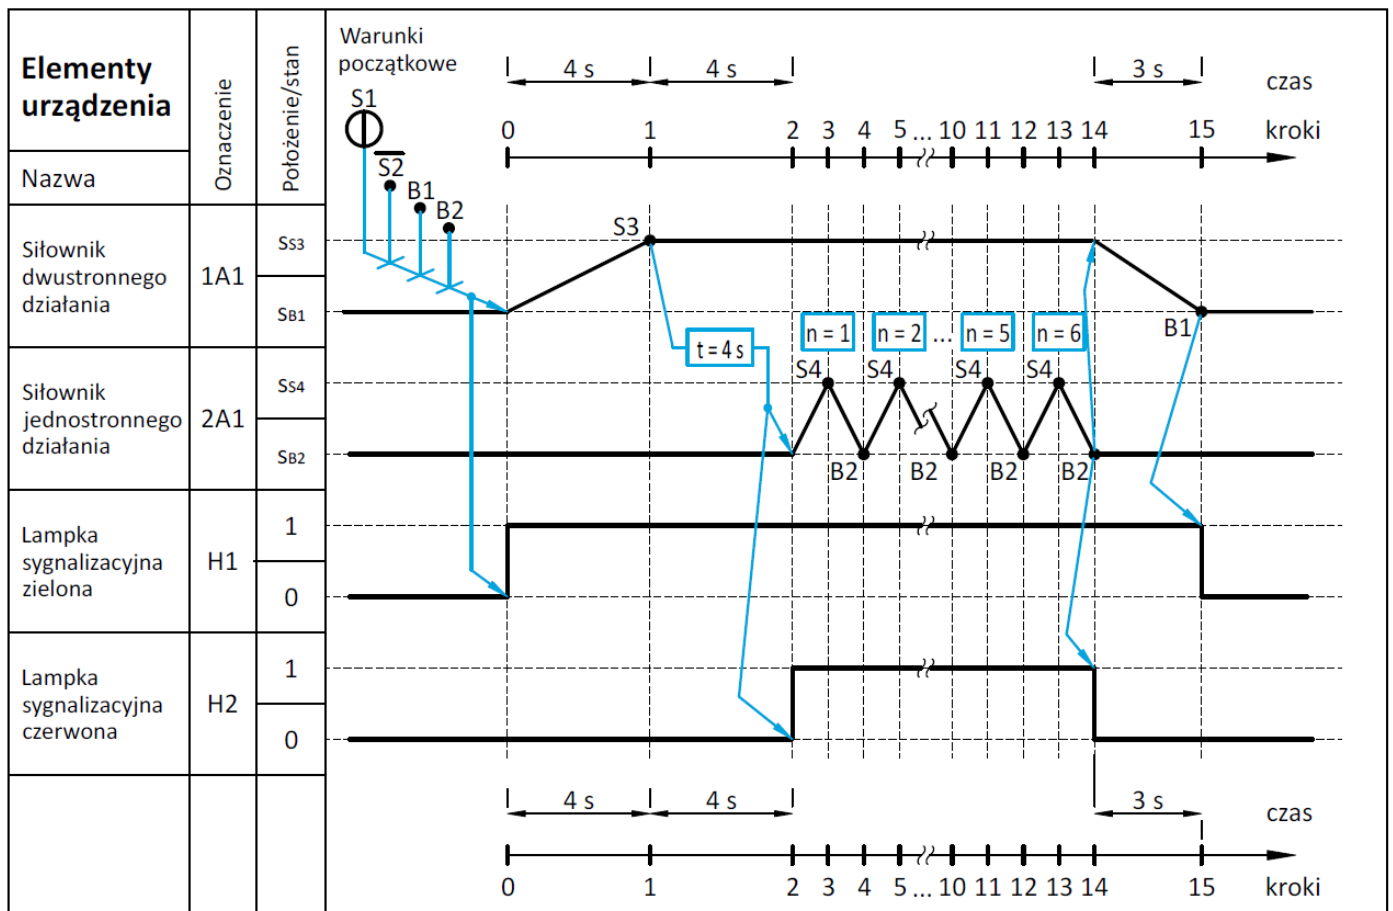 Elementy
urządzenia
Nazwa
Oznaczenie
Położenie/stan
Warunki
początkowe
S1
S2
B1
B2
4 s
4 s
3 s
czas
0 1 2 3 4 5 ... 10 11 12 13 14 15 kroki
Siłownik
dwustronnego
działania
1A1
SS3
SB1
S3
B1
t = 4 s
n = 1
n = 2
...
n = 5
n = 6
Siłownik
jednostronnego
działania
2A1
SS4
SB2
S4
S4
S4
S4
B2
B2
B2
B2
Lampka
sygnalizacyjna
zielona
H1
1
0
Lampka
sygnalizacyjna
czerwona
H2
1
0
4 s
4 s
3 s
czas
0 1 2 3 4 5 ... 10 11 12 13 14 15 kroki